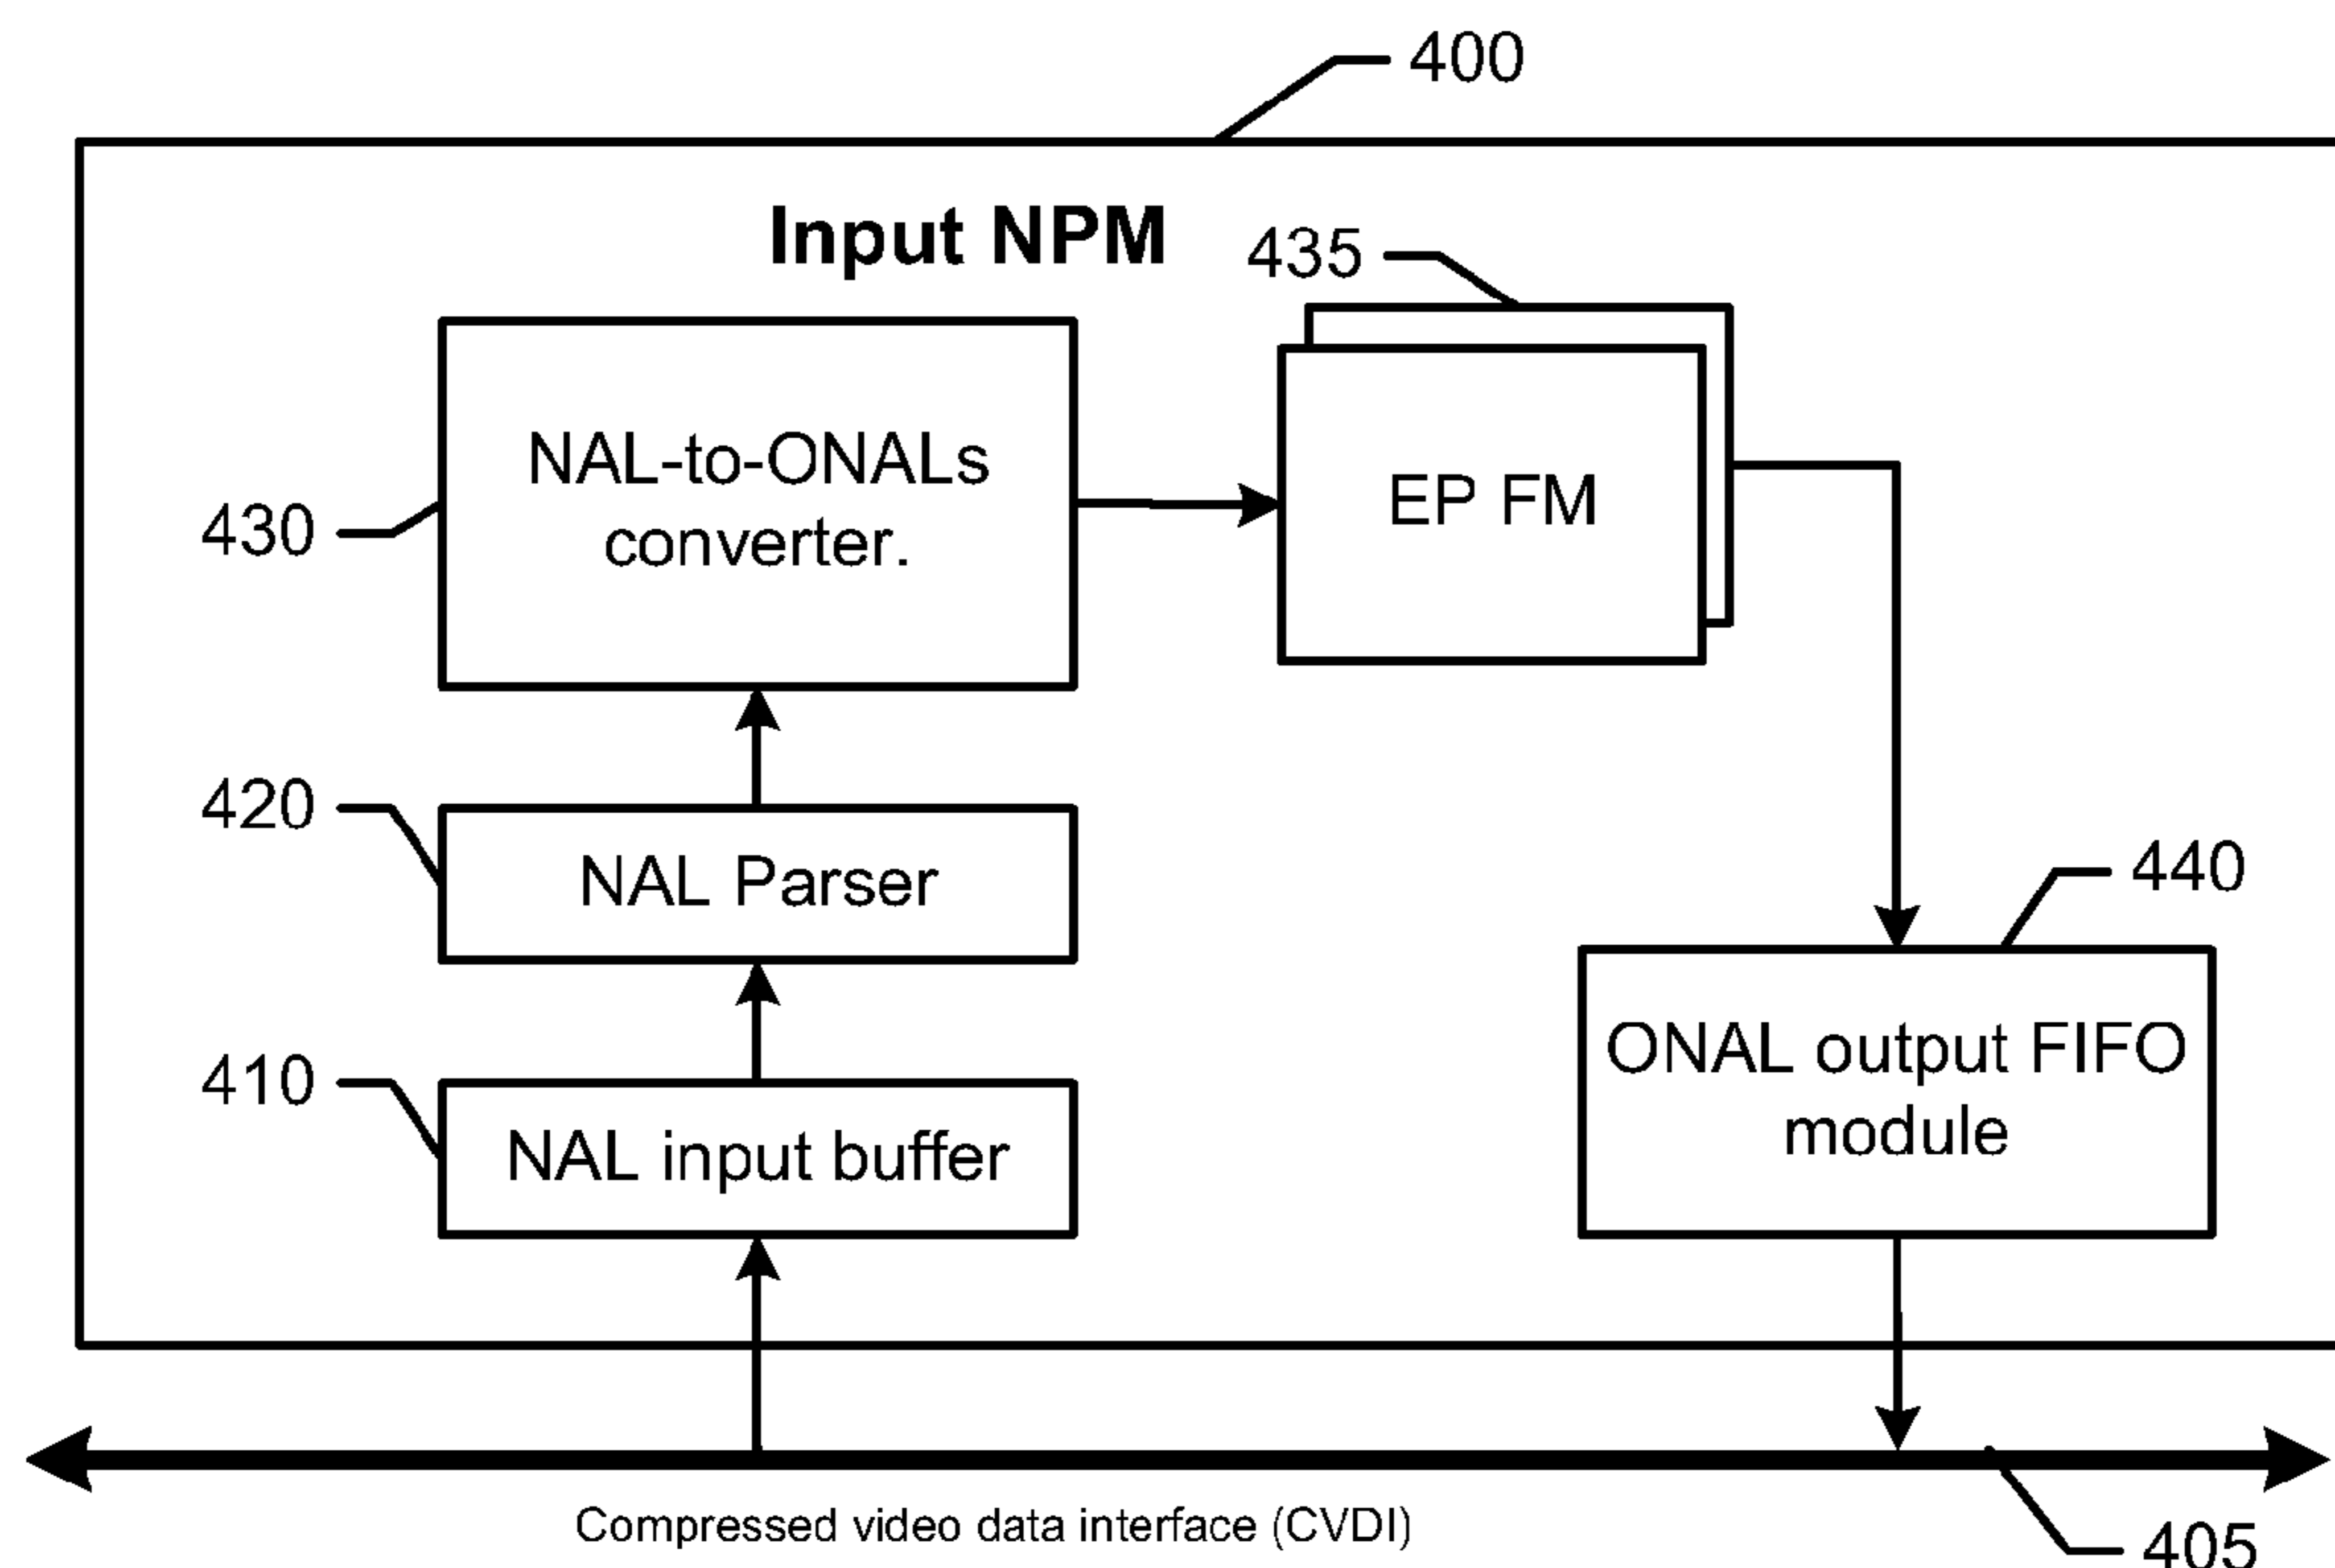 400
Input NPM
435
NAL-to-ONALs
converter.
EP FM
430
420
NAL Parser
440
410
NAL input buffer
ONAL output FIFO
module
Compressed video data interface (CVDI)
405